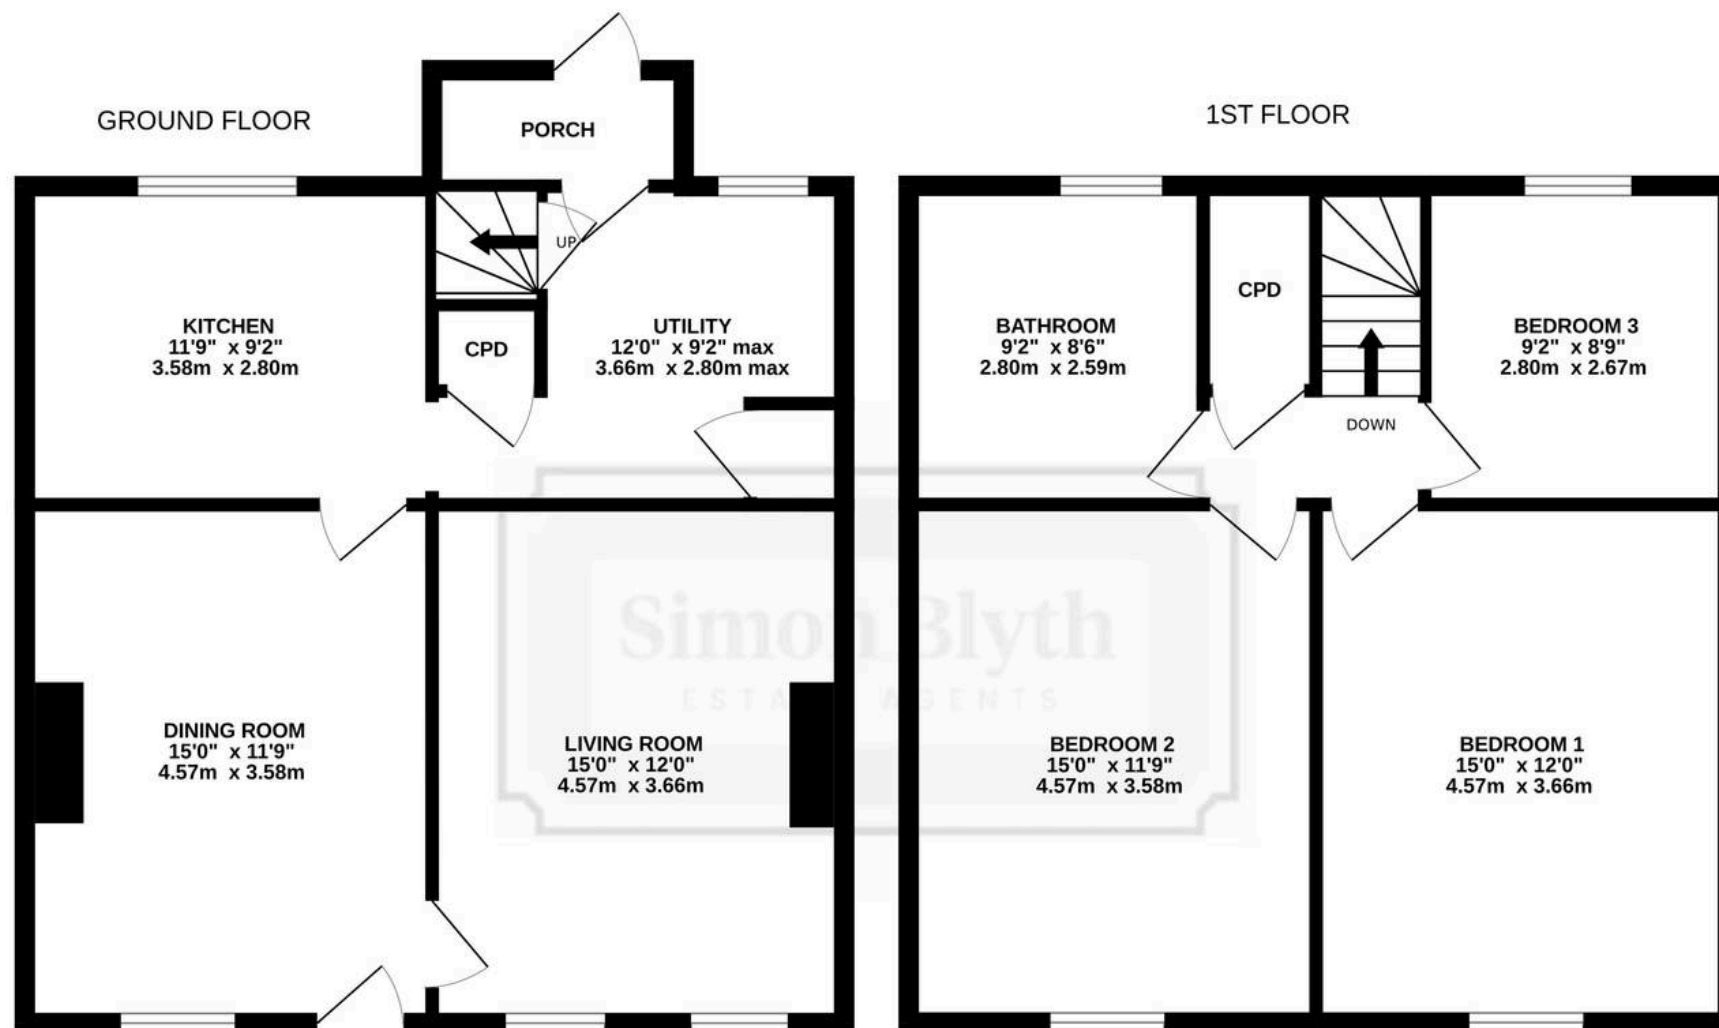 GROUND FLOOR
PORCH
KITCHEN
11'9" x 9'2"
3.58m x 2.80m
UP
CPD
UTILITY
12'0" x 9'2" max
3.66m x 2.80m max
DINING ROOM
15'0" x 11'9"
4.57m x 3.58m
LIVING ROOM
15'0" x 12'0"
4.57m x 3.66m
1ST FLOOR
BATHROOM
9'2" x 8'6"
2.80m x 2.59m
CPD
DOWN
BEDROOM 3
9'2" x 8'9"
2.80m x 2.67m
BEDROOM 2
15'0" x 11'9"
4.57m x 3.58m
BEDROOM 1
15'0" x 12'0"
4.57m x 3.66m
Simon Blyth
ESTATE AGENTS